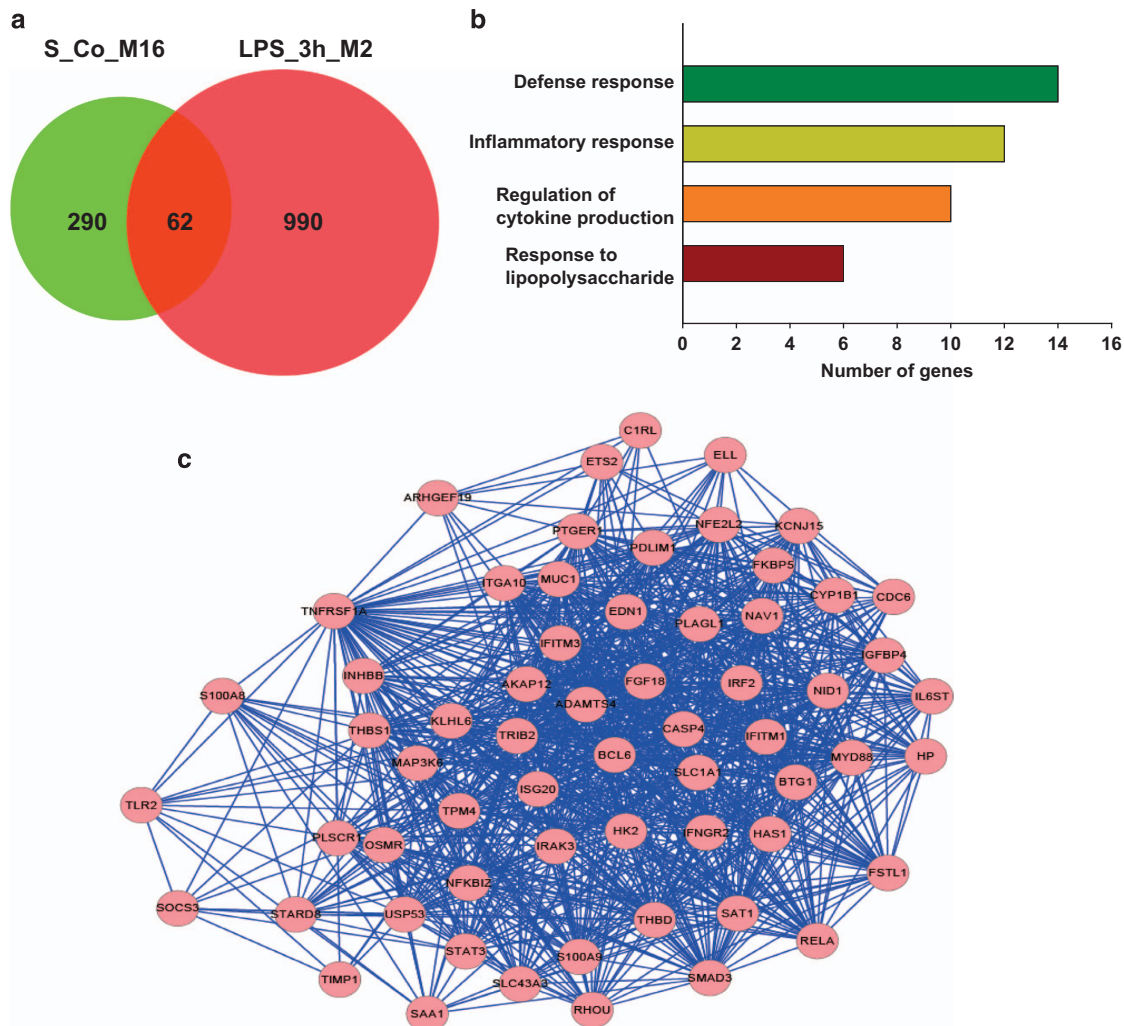 a
S_Co_M16
LPS_3h_M2
290
62
990
b
Defense response
Inflammatory response
Regulation of
cytokine production
Response to
lipopolysaccharide
0 2 4 6 8 10 12 14 16
Number of genes
c
C1RL
ETS2
ELL
ARHGEF19
PTGER1
NFE2L2
KCNJ15
PDLIM1
FKBP5
ITGA10
MUC1
CYP1B1
CDC6
TNFRSF1A
EDN1
PLAGL1
NAV1
IFITM3
IGFBP4
INHBB
AKAP12
FGF18
IRF2
NID1
IL6ST
S100A8
ADAMTS4
THBS1
KLHL6
TRIB2
CASP4
IFITM1
MAP3K6
BCL6
SLC1A1
MYD88
HP
BTG1
ISG20
TLR2
TPM4
PLSCR1
OSMR
IRAK3
HK2
IFNGR2
HAS1
NFKBIZ
FSTL1
SOCS3
STARD8
USP53
THBD
SAT1
STAT3
S100A9
RELA
TIMP1
SLC43A3
SMAD3
SAA1
RHOU